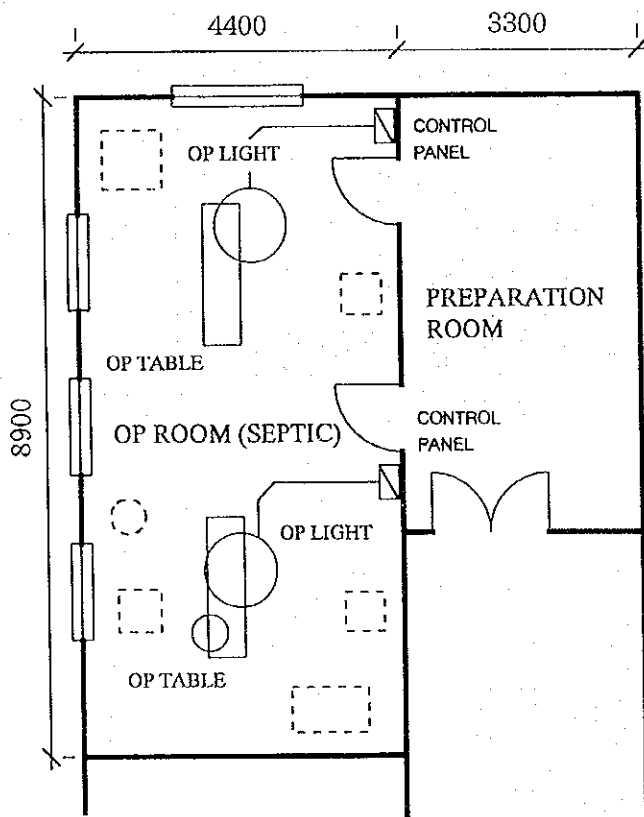 4400
3300
CONTROL
PANEL
OP LIGHT
PREPARATION
ROOM
OP TABLE
8900
OP ROOM (SEPTIC)
CONTROL
PANEL
OP LIGHT
OP TABLE